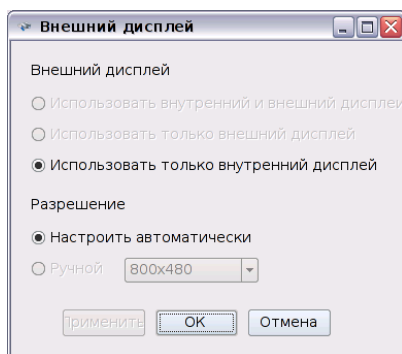 Внешний дисплей
Внешний дисплей
Использовать внутренний и внешний дисплеи
Использовать только внешний дисплей
Использовать только внутренний дисплей
Разрешение
Настроить автоматически
Ручной 800x480
Применить OK Отмена